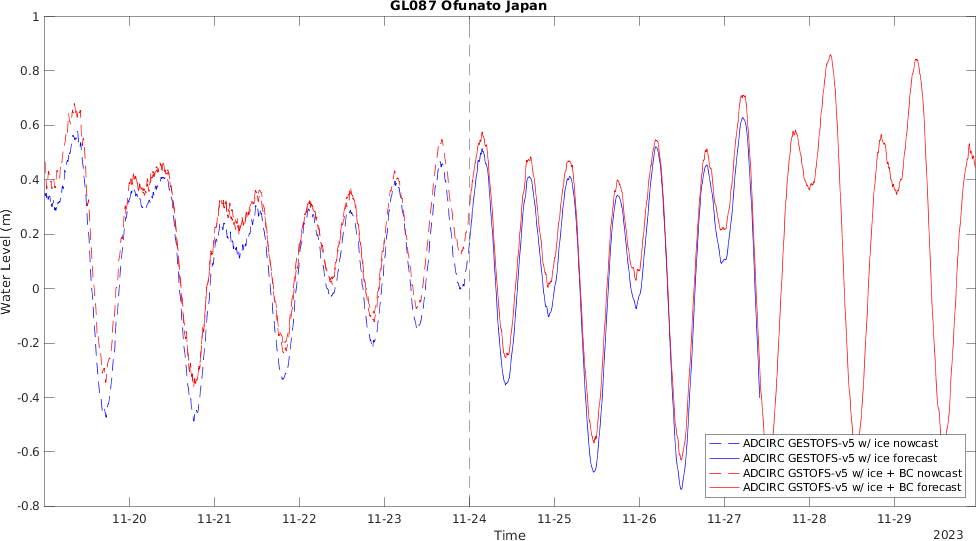 GL087 Ofunato Japan
1
0.8
0.6
0.4
0.2
0
-0.2
-0.4
-0.6
-0.8
Water Level (m)
ADCIRC GESTOFS-v5 w/ ice nowcast
ADCIRC GESTOFS-v5 w/ ice forecast
ADCIRC GSTOFS-v5 w/ ice + BC nowcast
ADCIRC GSTOFS-v5 w/ ice + BC forecast
11-20 11-21 11-22 11-23 11-24 11-25 11-26 11-27 11-28 11-29
Time
2023